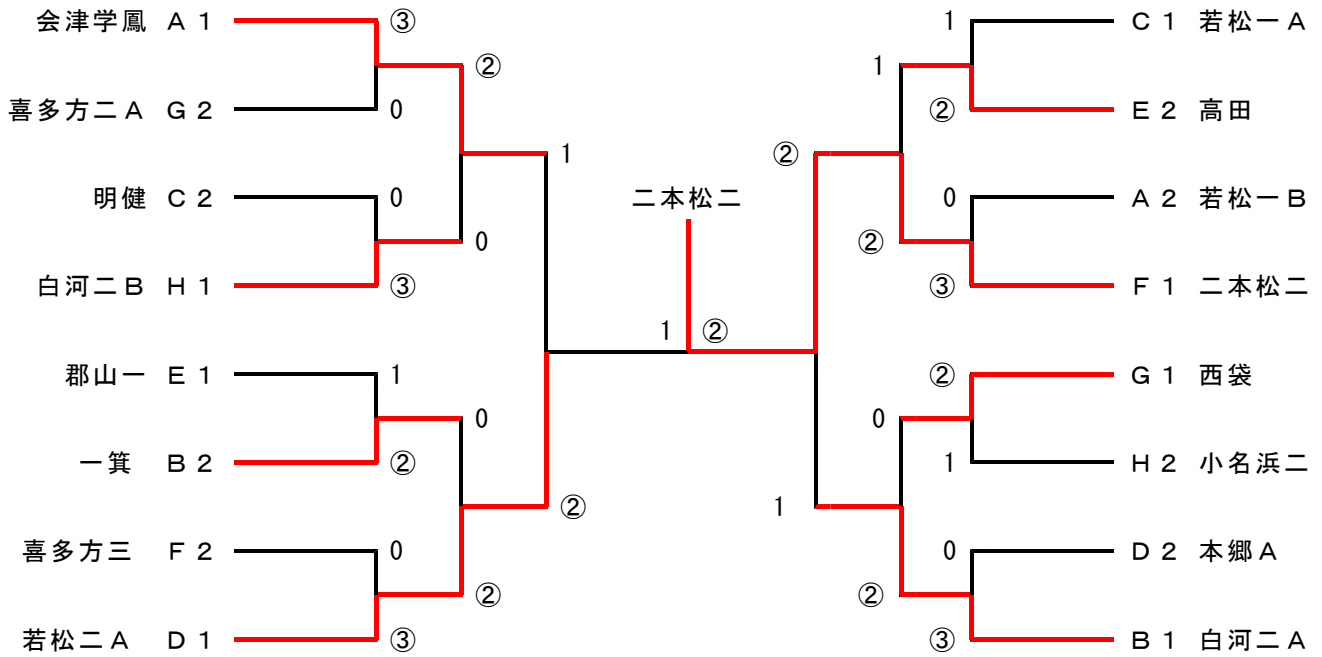 会津学鳳 Ａ１ ③ 1 Ｃ１ 若松一Ａ
② 1
喜多方二Ａ Ｇ２ 0 ② Ｅ２ 高田
1 ②
明健 Ｃ２ 0 二本松二 0 Ａ２ 若松一Ｂ
0 ②
白河二Ｂ Ｈ１ ③ ③ Ｆ１ 二本松二
1 ②
郡山一 Ｅ１ 1 ② Ｇ１ 西袋
0 0
一箕 Ｂ２ ② 1 Ｈ２ 小名浜二
② 1
喜多方三 Ｆ２ 0 0 Ｄ２ 本郷Ａ
② ②
若松二Ａ Ｄ１ ③ ③ Ｂ１ 白河二Ａ